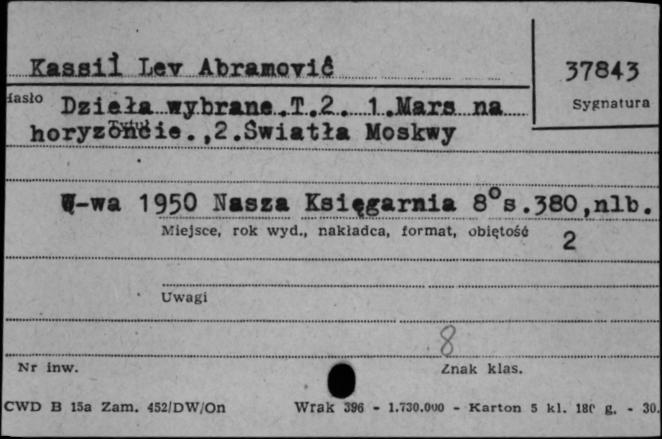 Kassil Lev Abramović
37843
Hasło
Sygnatura
Dzieła wybrane.T.2. 1.Mars na
horyzoncie.,2.Światła Moskwy
Tytuł
W-wa 1950 Nasza Księgarnia 8°s.380,nlb.
Miejsce, rok wyd., nakładca, format, objętość
2
Uwagi
8
Nr inw.
Znak klas.
CWD B 15a Zam. 452/DW/On
Wrak 396 - 1.730.000 - Karton 5 kl. 180 g. - 30.